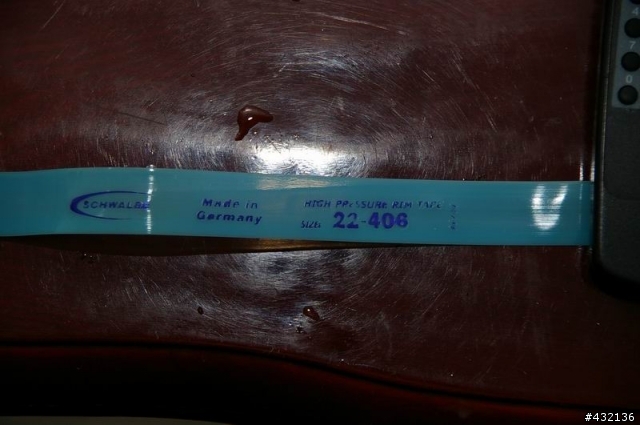 SCHWALBE
Made in
Germany
HIGH PRESSURE RIM TAPE
SIZE: 22-406
#432136